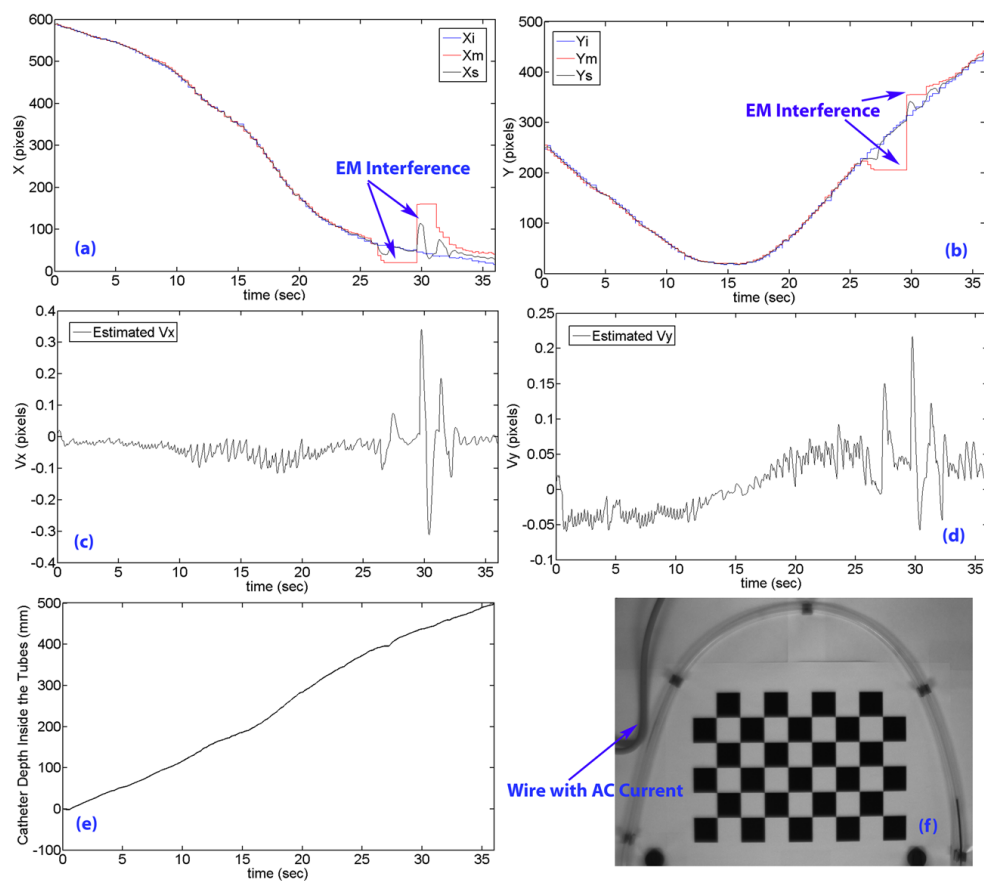 600
500
400
300
200
100
0
X (pixels)
Xi
Xm
Xs
EM Interference
(a)
0 5 10 15 20 25 30 35
time (sec)
500
400
300
200
100
0
Y (pixels)
Yi
Ym
Ys
EM Interference
(b)
0 5 10 15 20 25 30 35
time (sec)
0.4
0.3
0.2
0.1
0
-0.1
-0.2
-0.3
-0.4
Vx (pixels)
Estimated Vx
(c)
0 5 10 15 20 25 30 35
time (sec)
0.25
0.2
0.15
0.1
0.05
0
-0.05
-0.1
Vy (pixels)
Estimated Vy
(d)
0 5 10 15 20 25 30 35
time (sec)
500
400
300
200
100
0
-100
Catheter Depth Inside the Tubes (mm)
(e)
0 5 10 15 20 25 30 35
time (sec)
Wire with AC Current
(f)